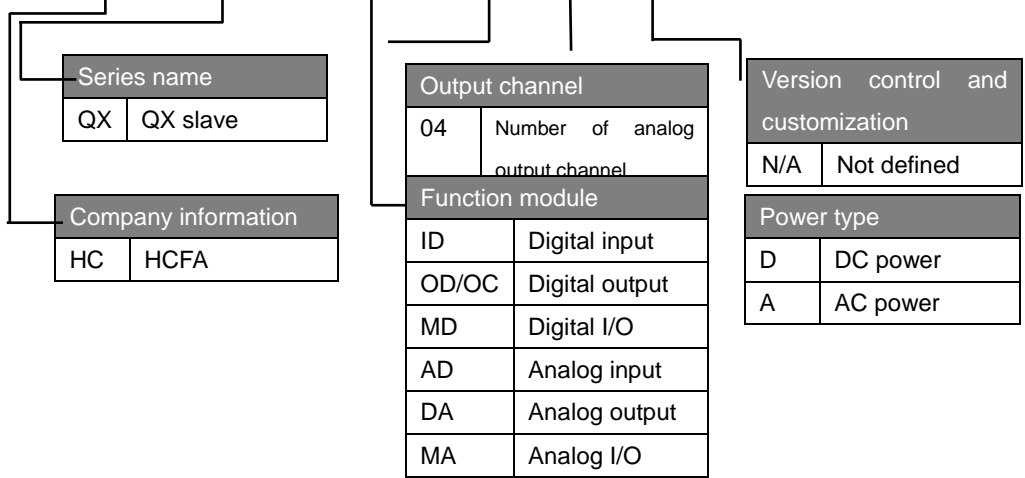 Series name
QX QX slave
Company information
HC HCFA
Output channel
04 Number of analog
output channel
Function module
ID Digital input
OD/OC Digital output
MD Digital I/O
AD Analog input
DA Analog output
MA Analog I/O
Version control and
customization
N/A Not defined
Power type
D DC power
A AC power